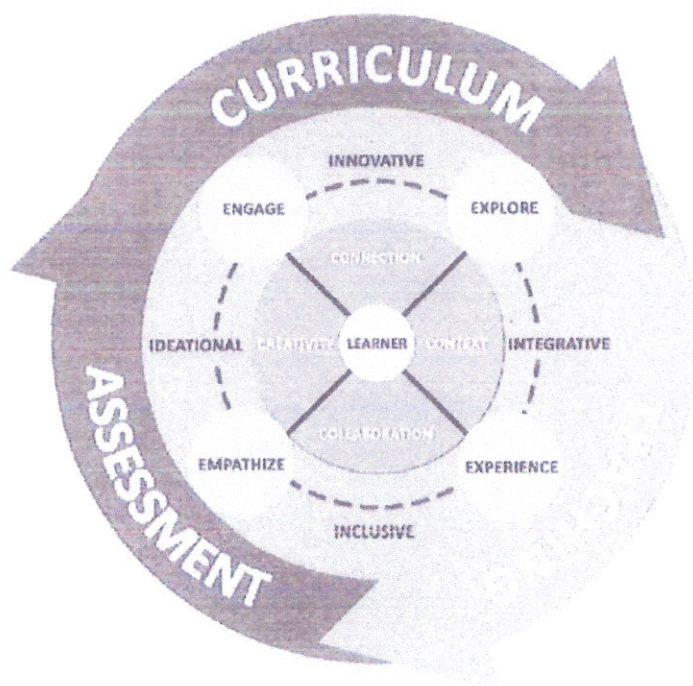 CURRICULUM
INNOVATIVE
ENGAGE
EXPLORE
CONNECTION
IDEATIONAL
CREATIVITY
LEARNER
CONTEXT
INTEGRATIVE
COLLABORATION
EMPATHIZE
EXPERIENCE
INCLUSIVE
ASSESSMENT